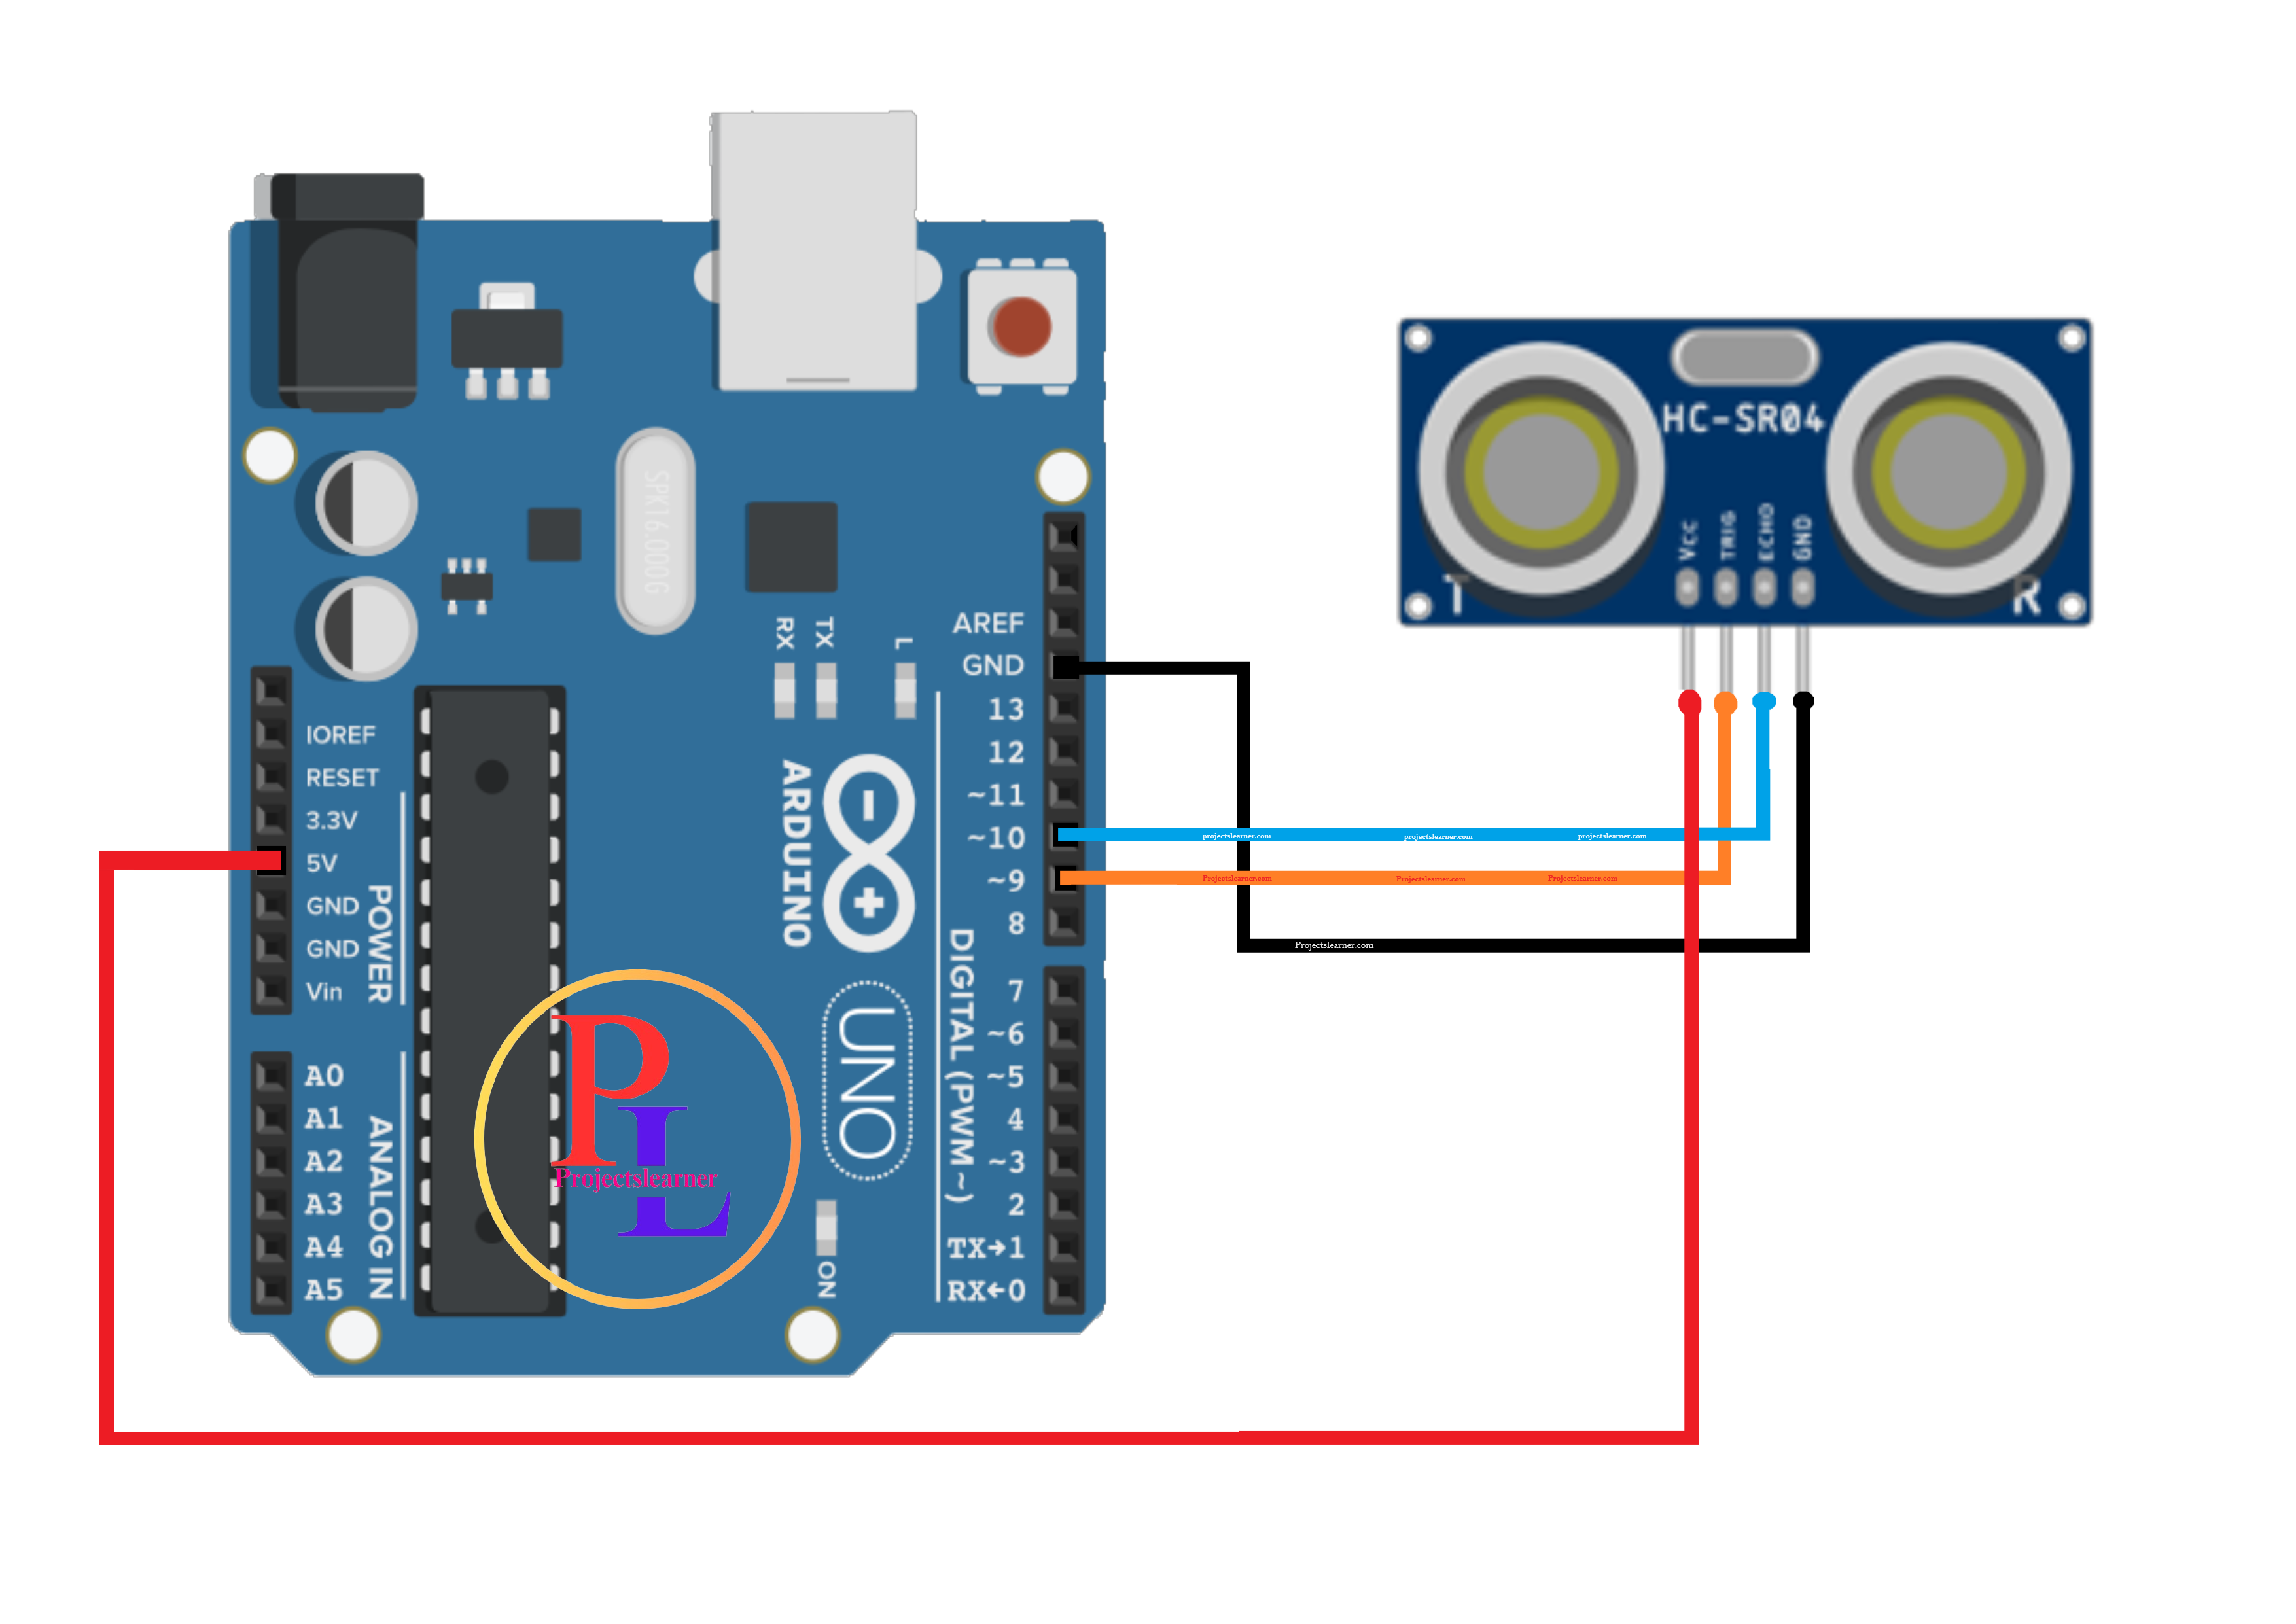 SPK16.000G
RX
TX
L
AREF
GND
13
12
~11
~10
~9
8
7
~6
~5
4
~3
2
TX→1
RX←0
DIGITAL (PWM~)
ARDUINO
UNO
ON
IOREF
RESET
3.3V
5V
GND
GND
Vin
POWER
A0
A1
A2
A3
A4
A5
ANALOG IN
PL
Projectslearner
HC-SR04
VCC
TRIG
ECHO
GND
T
R
projectslearner.com
projectslearner.com
projectslearner.com
Projectslearner.com
Projectslearner.com
Projectslearner.com
Projectslearner.com